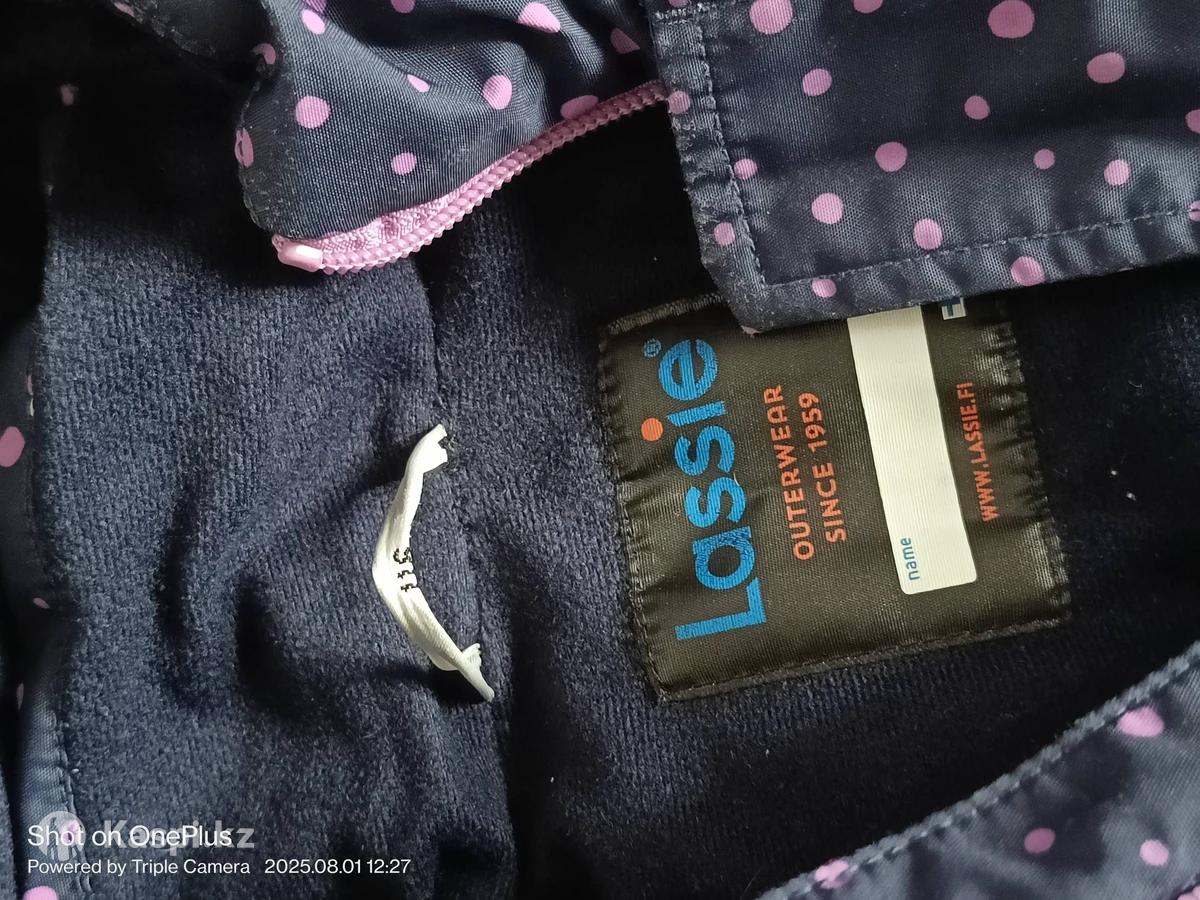 Lassie®
OUTERWEAR
SINCE 1959
name
WWW.LASSIE.FI
Shot on OnePlus
Powered by Triple Camera 2025.08.01 12:27